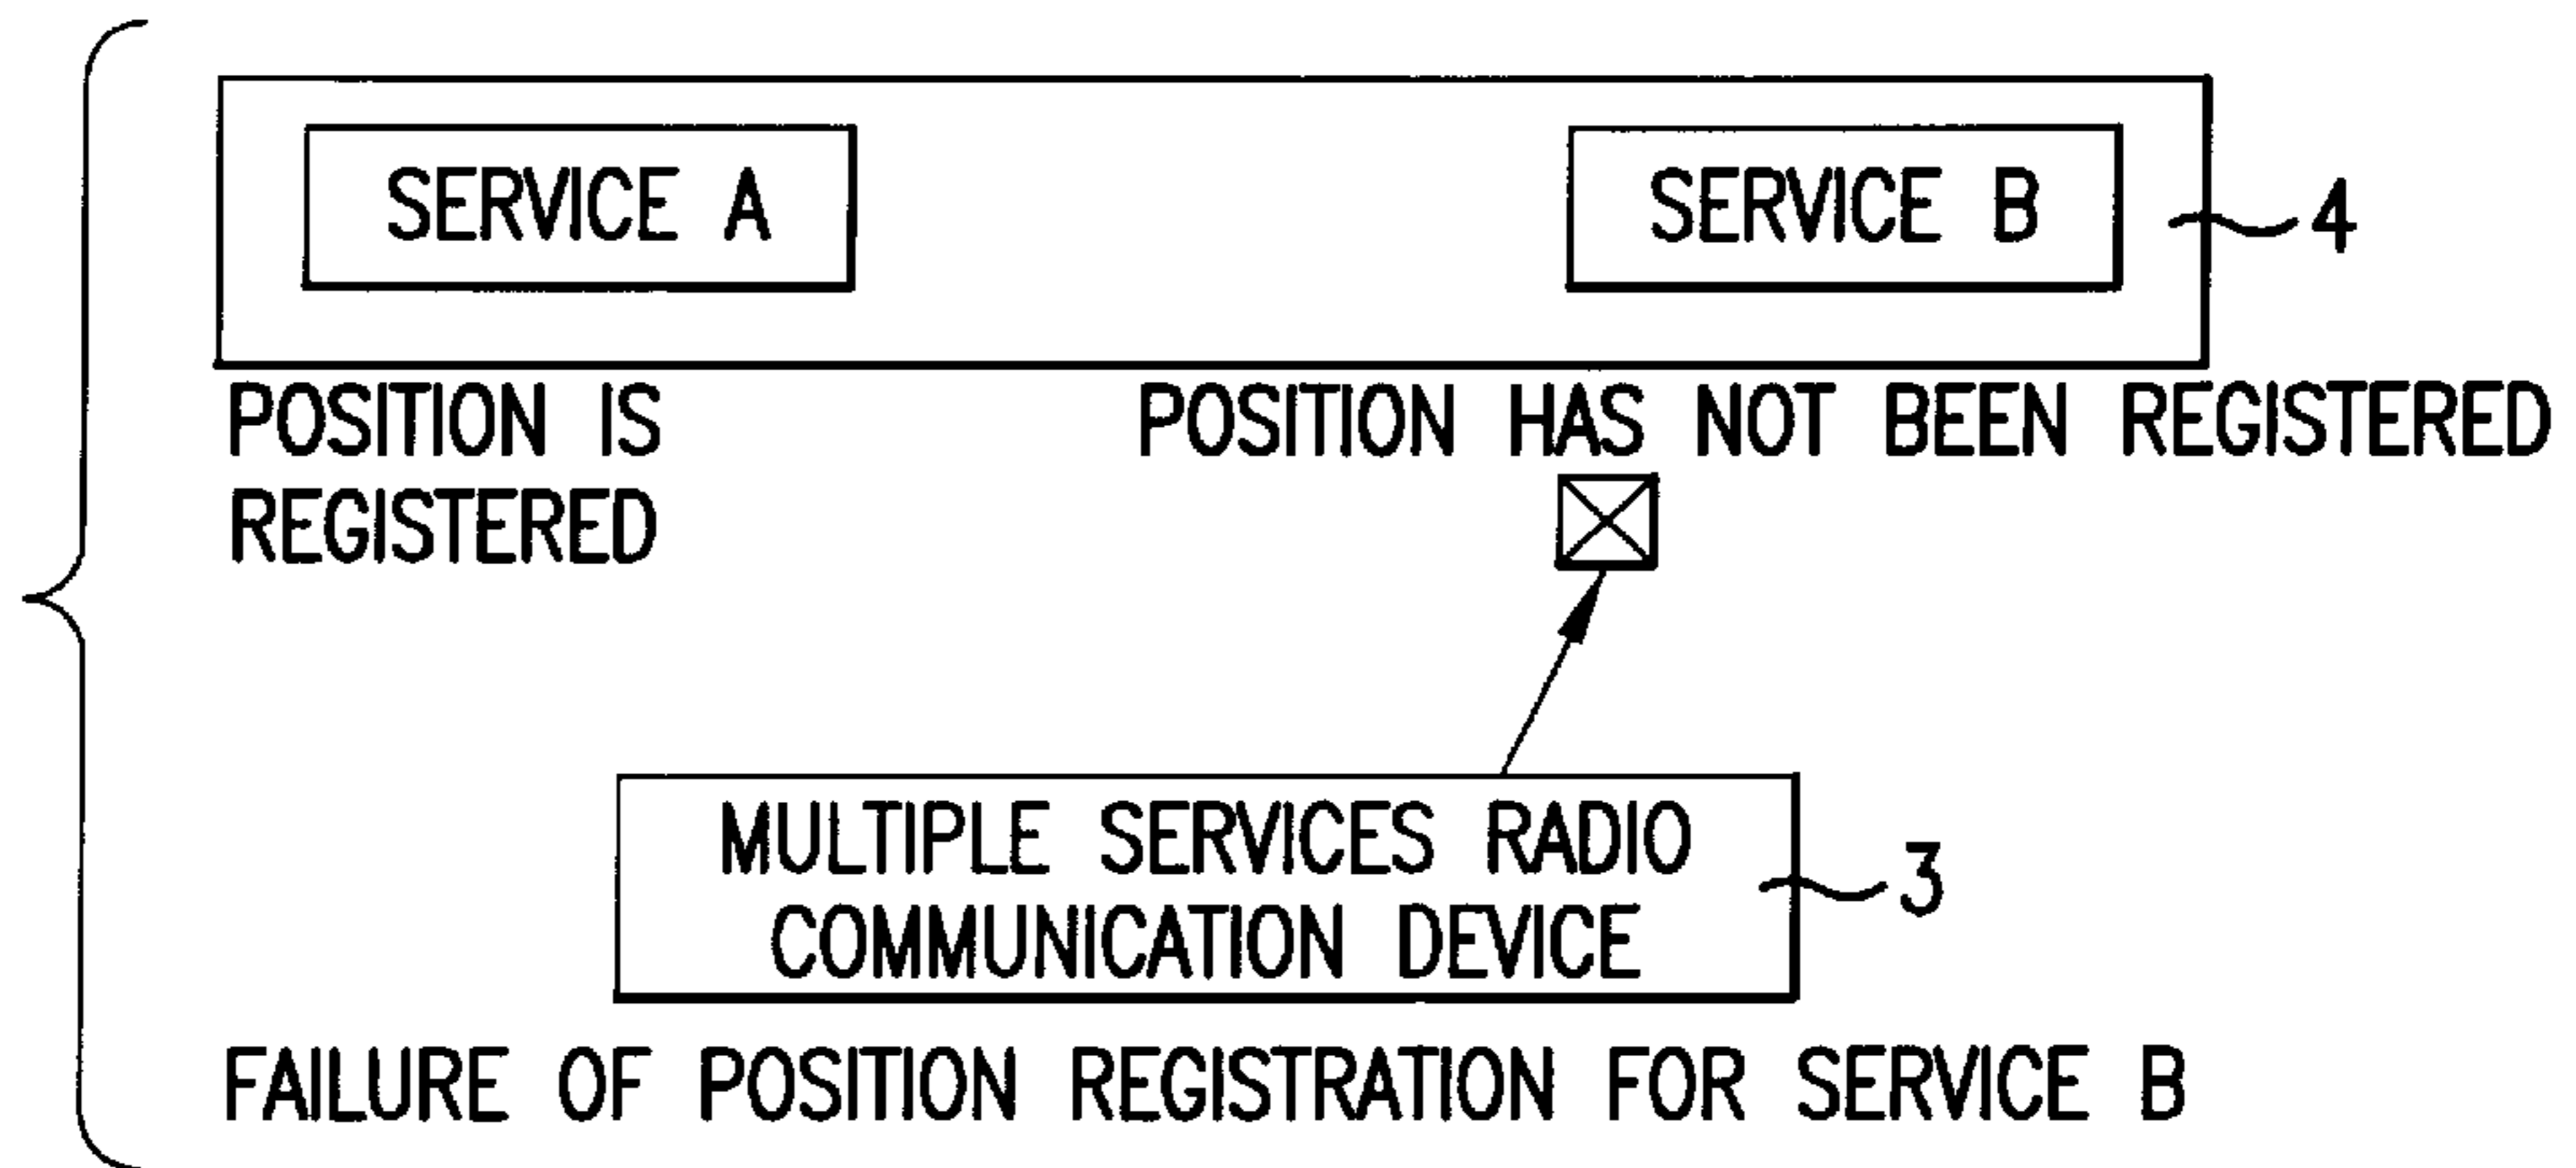 SERVICE A
SERVICE B
4
POSITION IS
REGISTERED
POSITION HAS NOT BEEN REGISTERED
MULTIPLE SERVICES RADIO
COMMUNICATION DEVICE
3
FAILURE OF POSITION REGISTRATION FOR SERVICE B